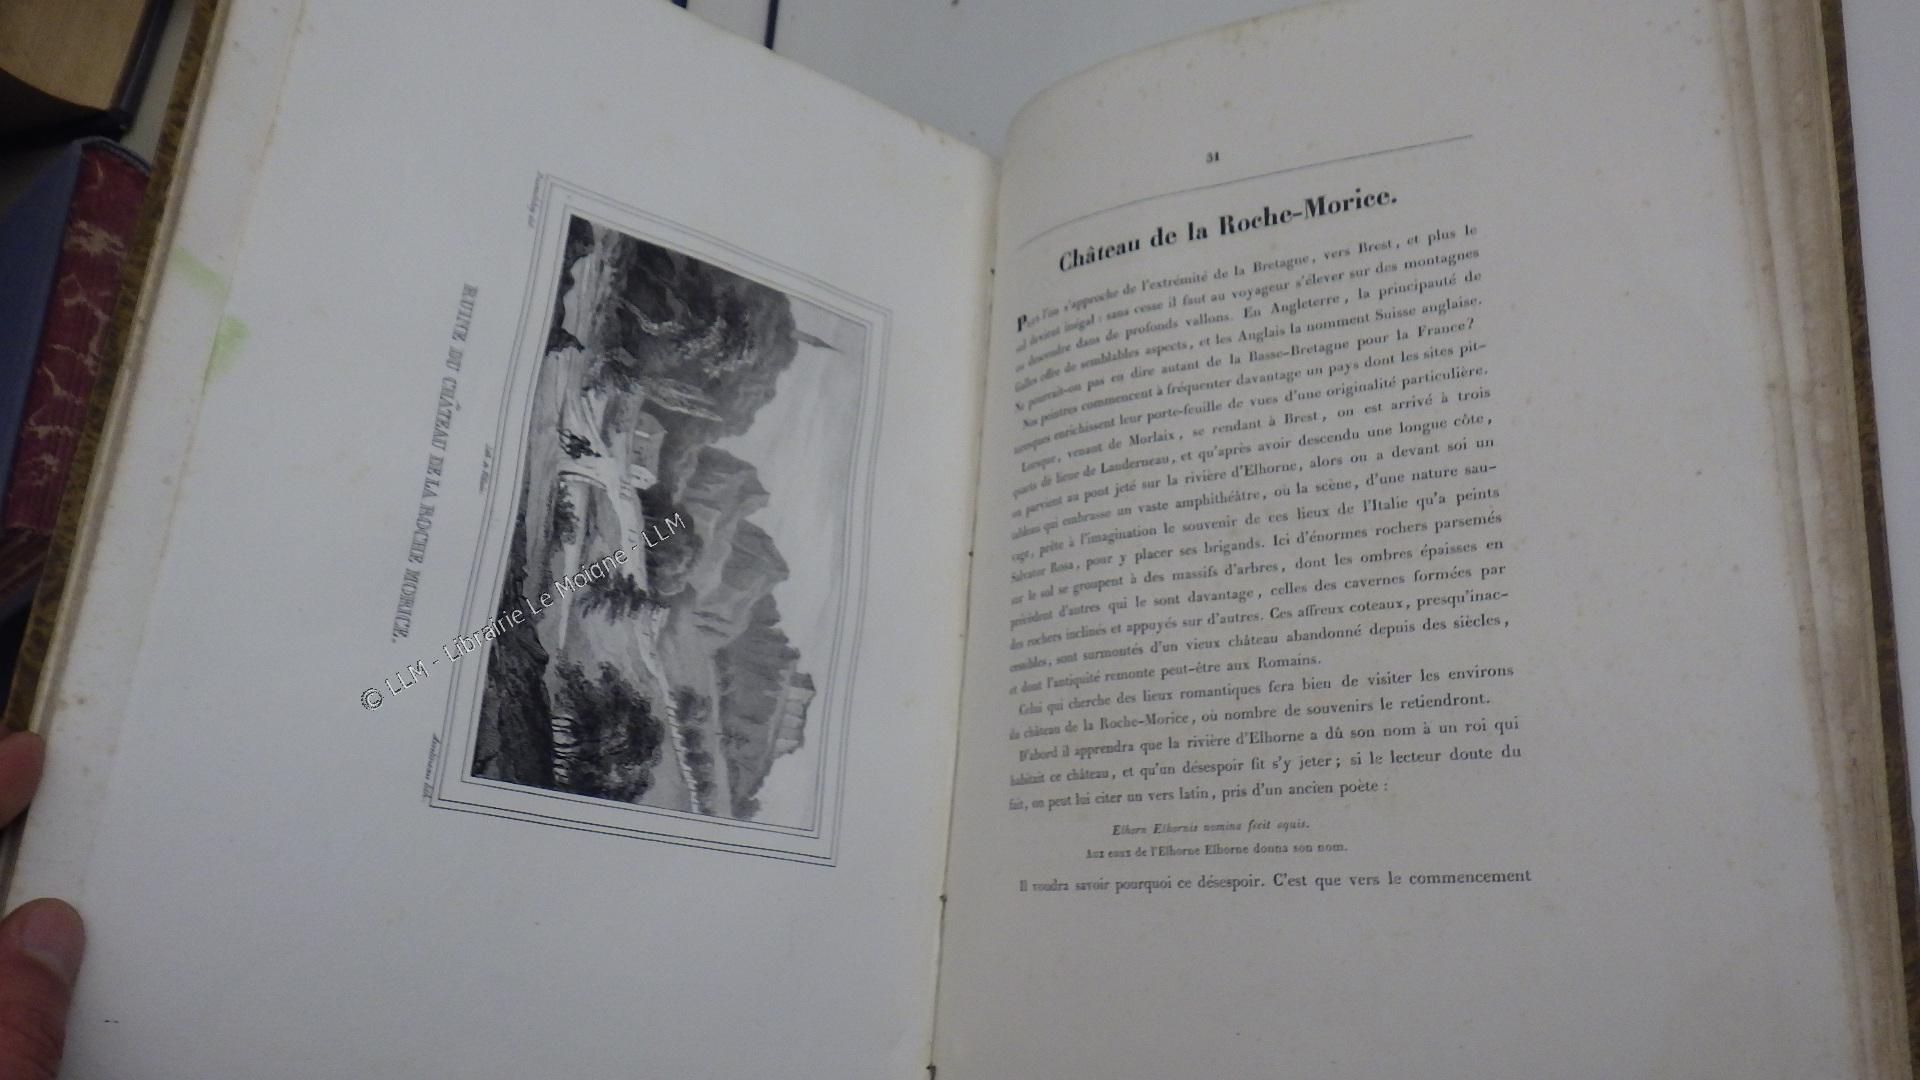 RUINE DU CHÂTEAU DE LA ROCHE MORICE.
© LLM - Librairie Le Moigne - LLM
31
Château de la Roche-Morice.
Plus l'on s'approche de l'extrémité de la Bretagne, vers Brest, et plus le
sol devient inégal : sans cesse il faut au voyageur s'élever sur des montagnes
ou descendre dans de profonds vallons. En Angleterre, la principauté de
Galles offre de semblables aspects, et les Anglais la nomment Suisse anglaise.
Ne pourrait-on pas en dire autant de la Basse-Bretagne pour la France?
Nos peintres commencent à fréquenter davantage un pays dont les sites pit-
toresques enrichissent leur porte-feuille de vues d'une originalité particulière.
Lorsque, venant de Morlaix, se rendant à Brest, on est arrivé à trois
quarts de lieue de Landerneau, et qu'après avoir descendu une longue côte,
on parvient au pont jeté sur la rivière d'Elhorne, alors on a devant soi un
tableau qui embrasse un vaste amphithéâtre, où la scène, d'une nature sau-
vage, prête à l'imagination le souvenir de ces lieux de l'Italie qu'a peints
Salvator Rosa, pour y placer ses brigands. Ici d'énormes rochers parsemés
sur le sol se groupent à des massifs d'arbres, dont les ombres épaisses en
précèdent d'autres qui le sont davantage, celles des cavernes formées par
des rochers inclinés et appuyés sur d'autres. Ces affreux coteaux, presqu'inac-
cessibles, sont surmontés d'un vieux château abandonné depuis des siècles,
et dont l'antiquité remonte peut-être aux Romains.
Celui qui cherche des lieux romantiques fera bien de visiter les environs
du château de la Roche-Morice, où nombre de souvenirs le retiendront.
D'abord il apprendra que la rivière d'Elhorne a dû son nom à un roi qui
habitait ce château, et qu'un désespoir fit s'y jeter; si le lecteur doute du
fait, on peut lui citer un vers latin, pris d'un ancien poète :
Elhorn Elhornis nomina fecit aquis.
Aux eaux de l'Elhorne Elhorne donna son nom.
Il voudra savoir pourquoi ce désespoir. C'est que vers le commencement